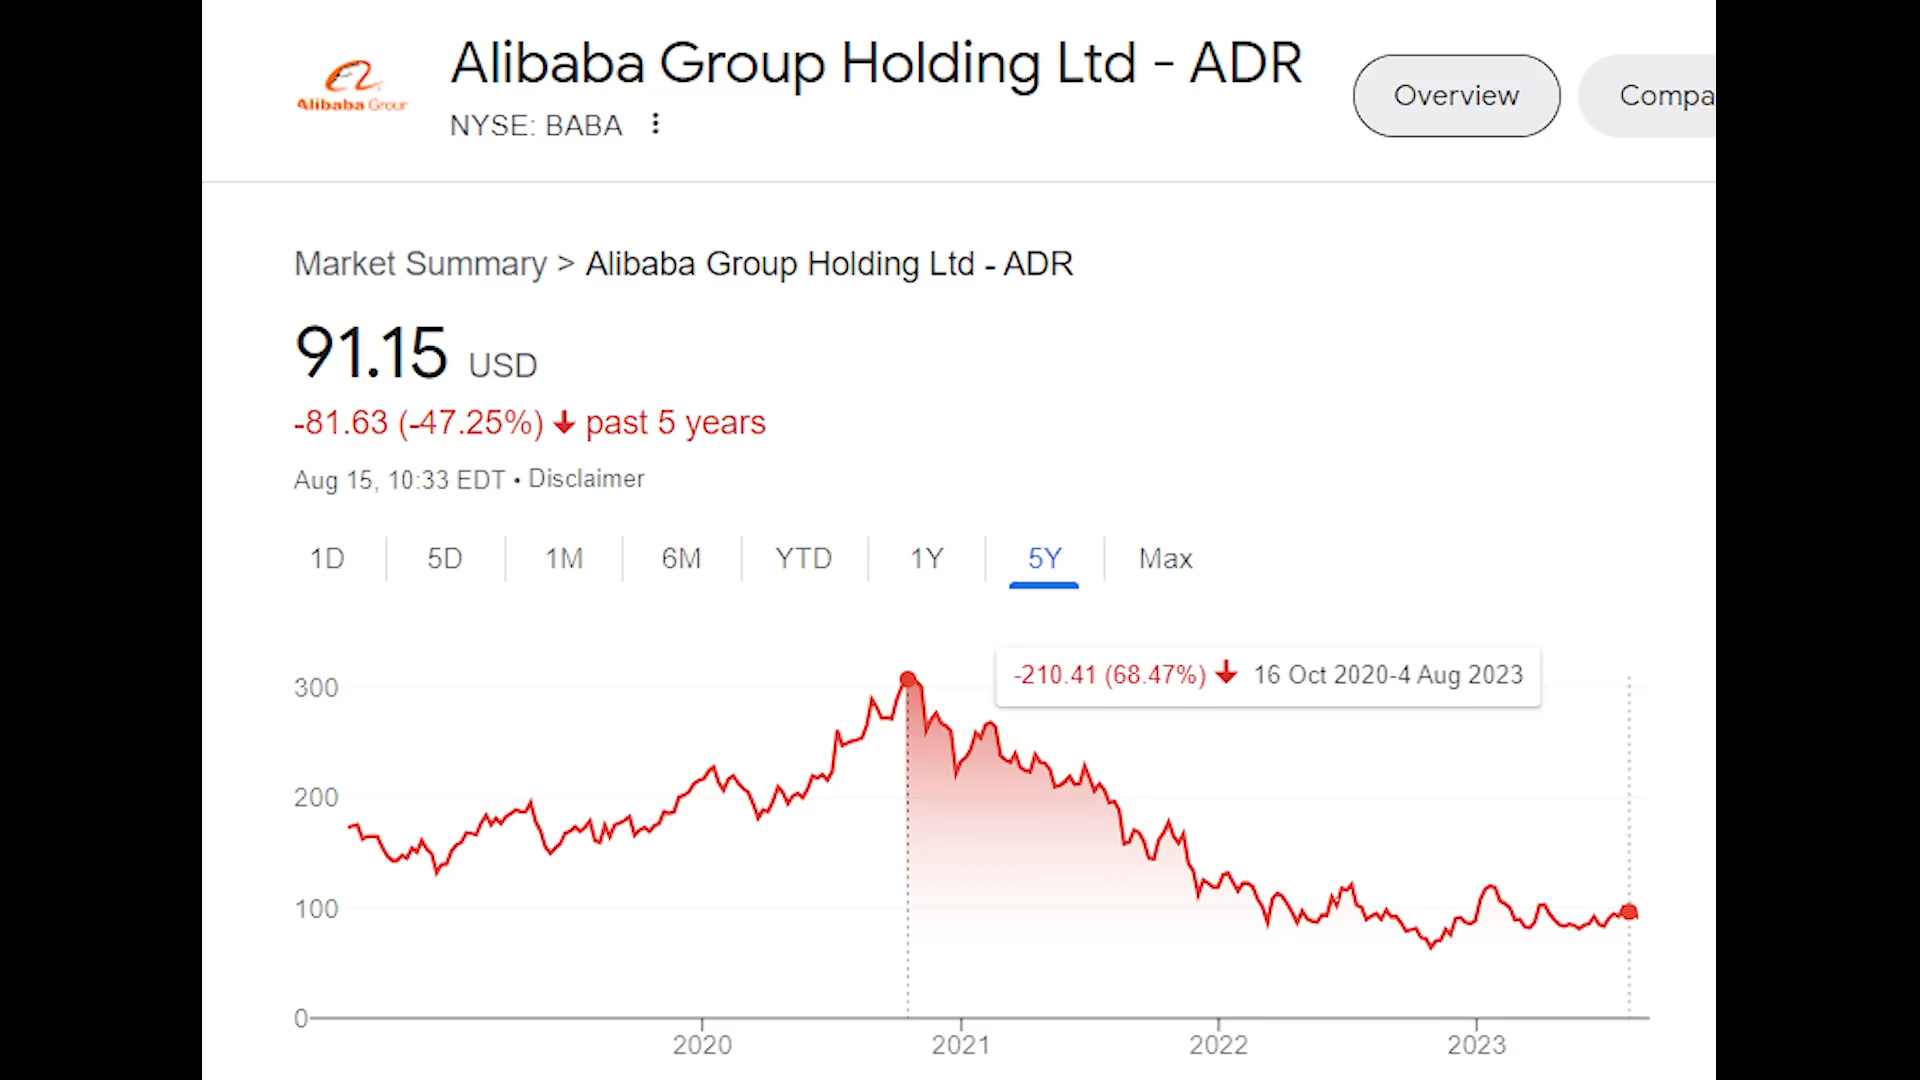 Alibaba Group Holding Ltd - ADR
Alibaba Group
NYSE: BABA
Overview
Compa
Market Summary > Alibaba Group Holding Ltd - ADR
91.15 USD
-81.63 (-47.25%) ↓ past 5 years
Aug 15, 10:33 EDT • Disclaimer
1D 5D 1M 6M YTD 1Y 5Y Max
-210.41 (68.47%) ↓ 16 Oct 2020-4 Aug 2023
300
200
100
0
2020 2021 2022 2023